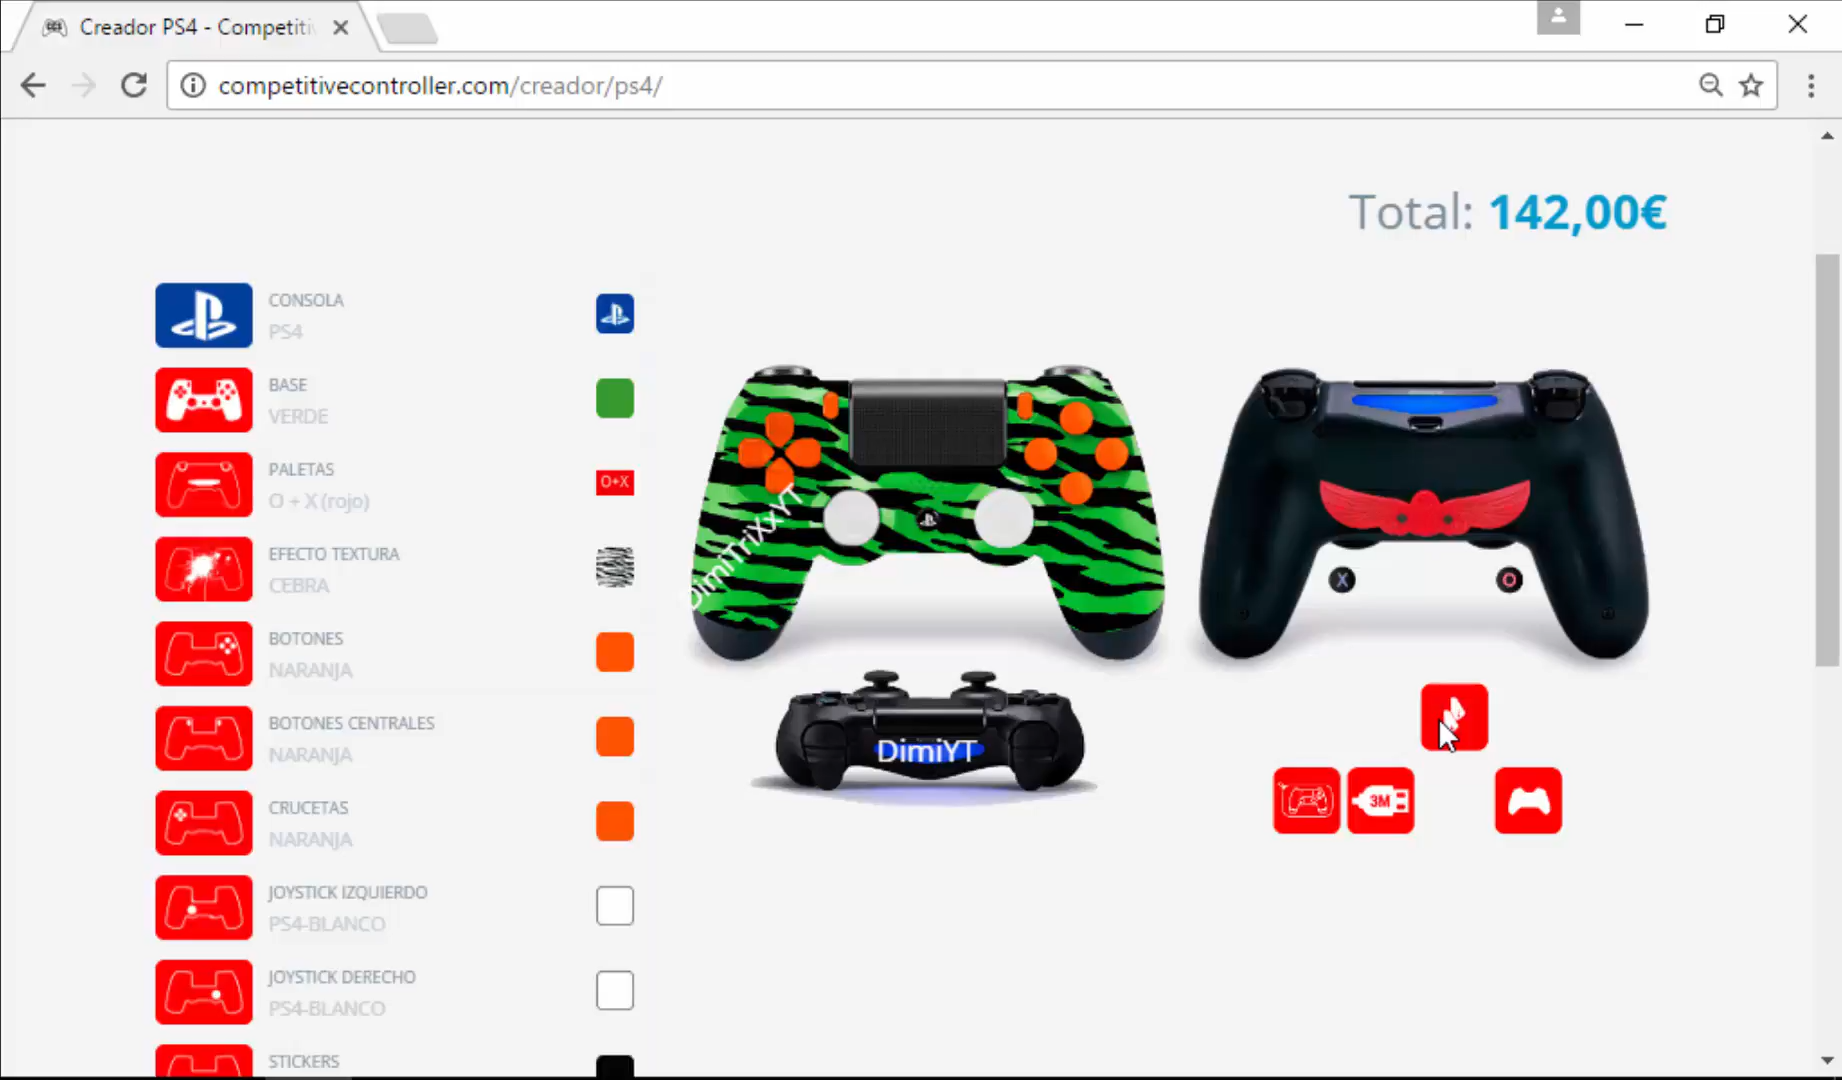 Creador PS4 - Competiti
competitivecontroller.com/creador/ps4/
Total: 142,00€
CONSOLA
PS4
BASE
VERDE
PALETAS
O + X (rojo)
O+X
EFECTO TEXTURA
CEBRA
BOTONES
NARANJA
BOTONES CENTRALES
NARANJA
CRUCETAS
NARANJA
JOYSTICK IZQUIERDO
PS4-BLANCO
JOYSTICK DERECHO
PS4-BLANCO
STICKERS
DimiTriXxYT
DimiYT
X
O
3M